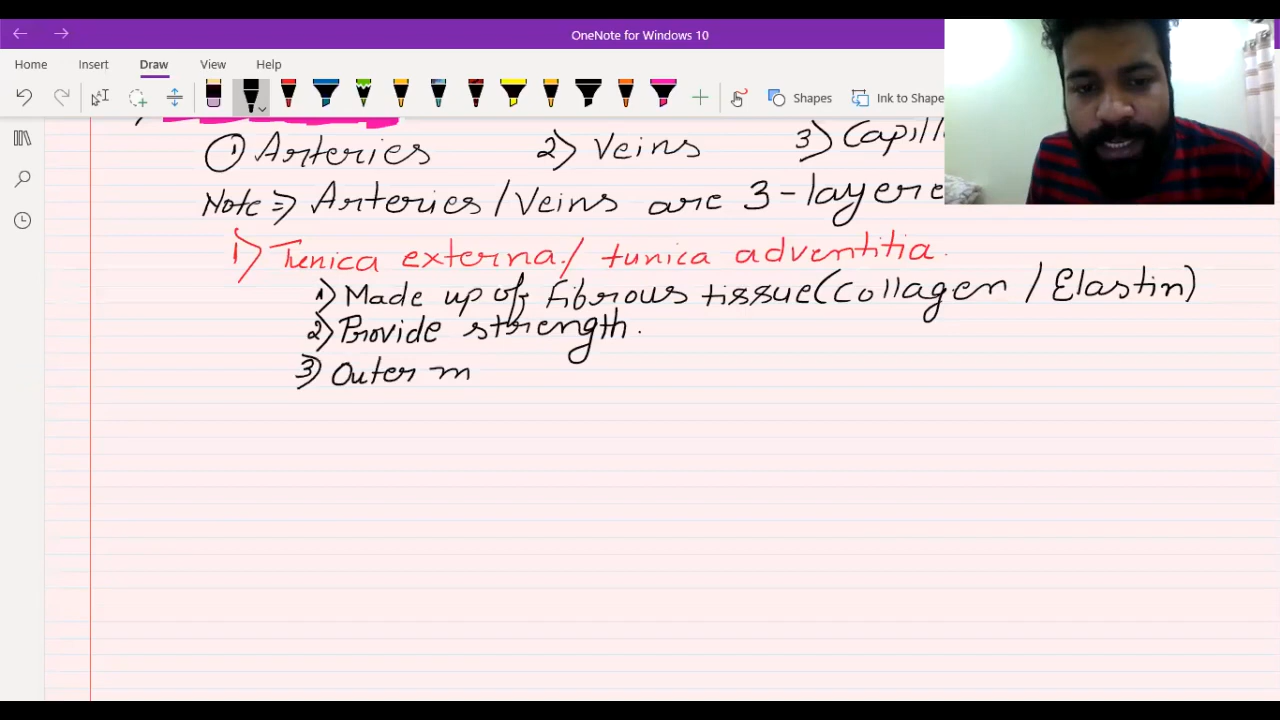 OneNote for Windows 10
Home Insert Draw View Help
Shapes Ink to Shape
1) Arteries 2) Veins 3) Capill
Note => Arteries/Veins are 3-layere
1) Tunica externa./ tunica adventitia.
1) Made up of Fibrous tissue(Collagen / Elastin)
2) Provide strength.
3) Outer m